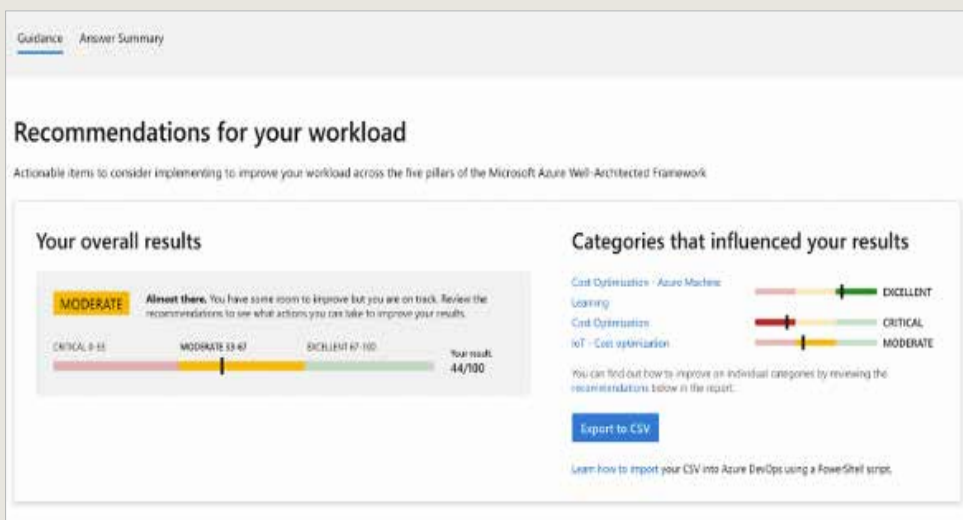 Guidance Answer Summary
Recommendations for your workload
Actionable items to consider implementing to improve your workload across the five pillars of the Microsoft Azure Well-Architected Framework
Your overall results
MODERATE
Almost there. You have some room to improve but you are on track. Review the
recommendations to see what actions you can take to improve your results.
CRITICAL 0-33 MODERATE 33-67 EXCELLENT 67-100
Your result
44/100
Categories that influenced your results
Cost Optimization - Azure Machine
Learning
EXCELLENT
Cost Optimization
CRITICAL
IoT - Cost optimization
MODERATE
You can find out how to improve on individual categories by reviewing the
recommendations below in the report.
Export to CSV
Learn how to import your CSV into Azure DevOps using a PowerShell script.